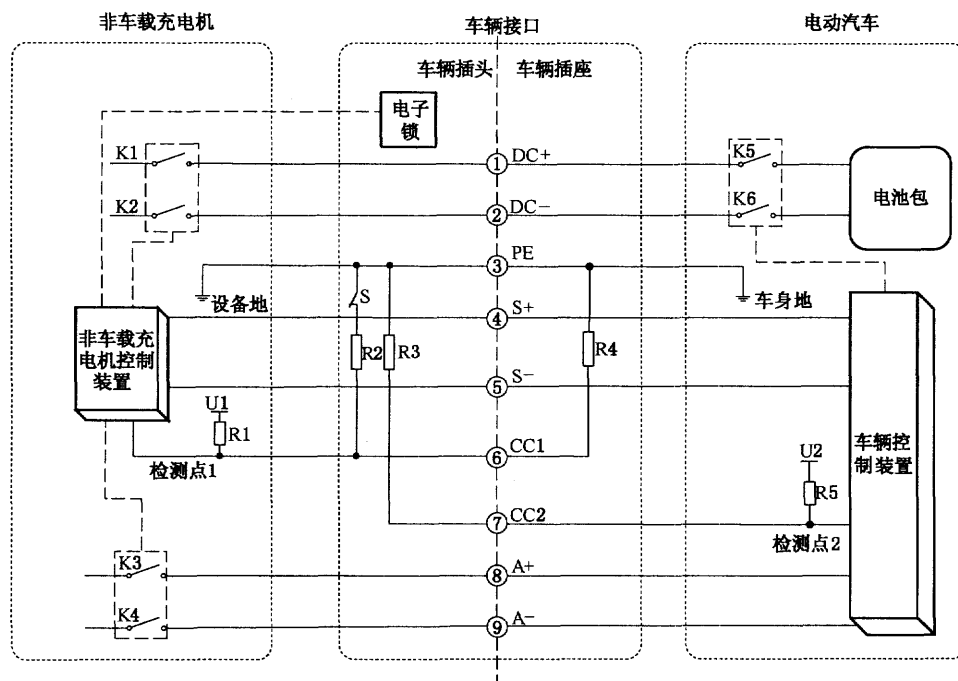 非车载充电机
车辆接口
电动汽车
车辆插头
车辆插座
电子
锁
K1
①
DC+
K5
K2
②
DC-
K6
电池包
③
PE
设备地
S
车身地
④
S+
非车载充
电机控制
装置
R2
R3
R4
⑤
S-
U1
R1
检测点1
⑥
CC1
车辆控
制装置
U2
R5
⑦
CC2
检测点2
K3
⑧
A+
K4
⑨
A-